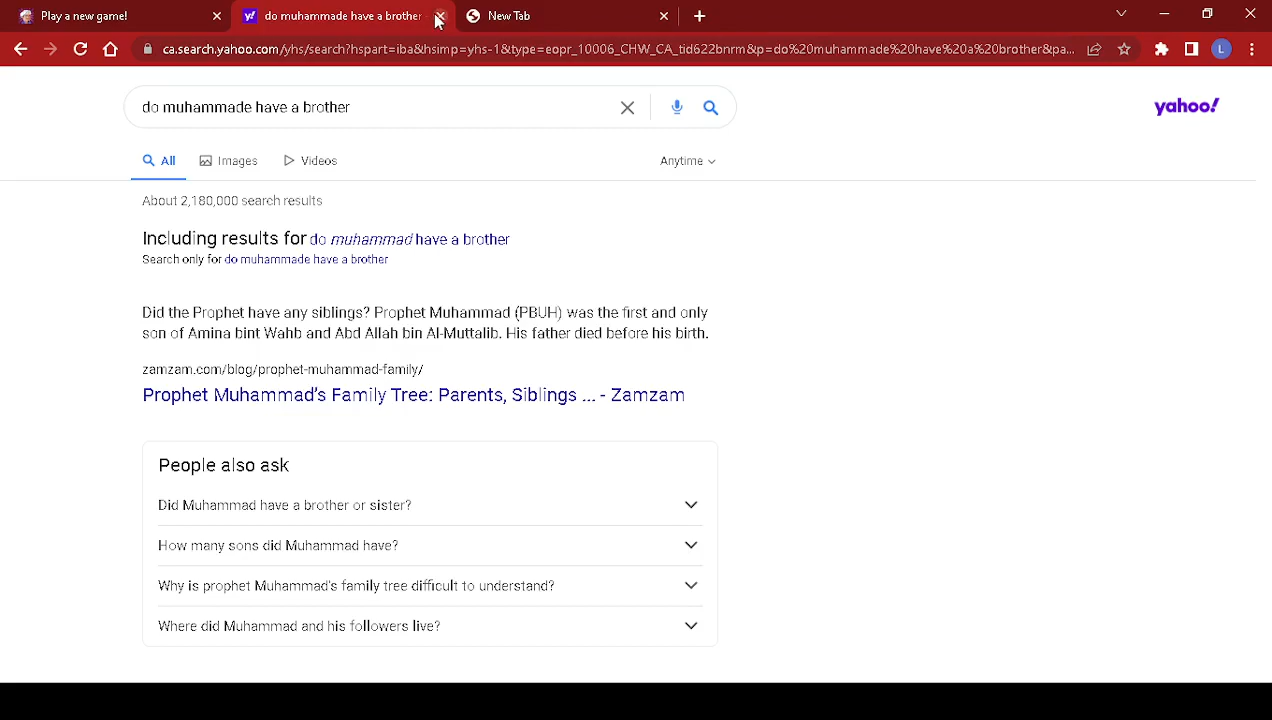 Play a new game!
do muhammade have a brother -
New Tab
ca.search.yahoo.com/yhs/search?hspart=iba&hsimp=yhs-1&type=eopr_10006_CHW_CA_tid622bnrm&p=do%20muhammade%20have%20a%20brother&pa...
L
do muhammade have a brother
yahoo!
All Images Videos Anytime
About 2,180,000 search results
Including results for do muhammad have a brother
Search only for do muhammade have a brother
Did the Prophet have any siblings? Prophet Muhammad (PBUH) was the first and only
son of Amina bint Wahb and Abd Allah bin Al-Muttalib. His father died before his birth.
zamzam.com/blog/prophet-muhammad-family/
Prophet Muhammad's Family Tree: Parents, Siblings ... - Zamzam
People also ask
Did Muhammad have a brother or sister?
How many sons did Muhammad have?
Why is prophet Muhammad's family tree difficult to understand?
Where did Muhammad and his followers live?